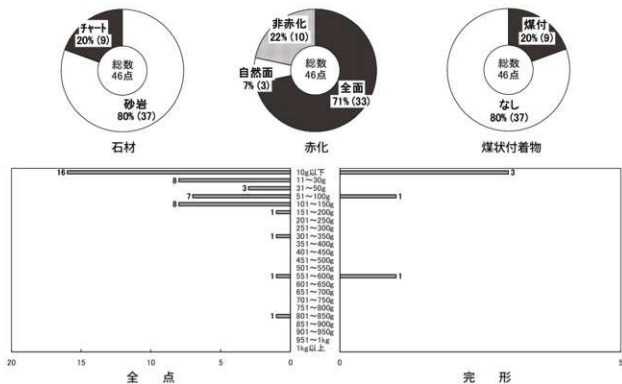 チャート
20% (9)
総数
46点
砂岩
80% (37)
石材
非赤化
22% (10)
自然面
7% (3)
総数
46点
全面
71% (33)
赤化
煤付
20% (9)
総数
46点
なし
80% (37)
煤状付着物
16
8
3
7
8
1
1
1
1
10g以下
11~30g
31~50g
51~100g
101~150g
151~200g
201~250g
251~300g
301~350g
351~400g
401~450g
451~500g
501~550g
551~600g
601~650g
651~700g
701~750g
751~800g
801~850g
851~900g
901~950g
951~1kg
1kg以上
3
1
1
20 15 10 5 0
全点
0 5
完形